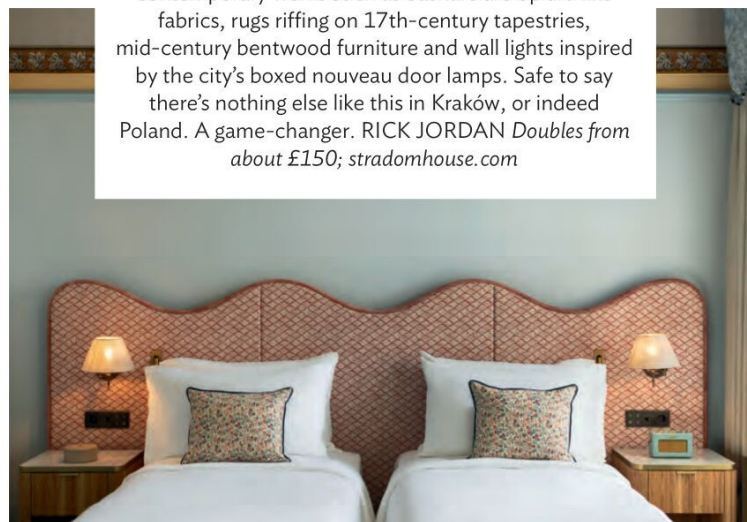 fabrics, rugs riffing on 17th-century tapestries,
mid-century bentwood furniture and wall lights inspired
by the city's boxed nouveau door lamps. Safe to say
there's nothing else like this in Kraków, or indeed
Poland. A game-changer. RICK JORDAN Doubles from
about £150; stradomhouse.com